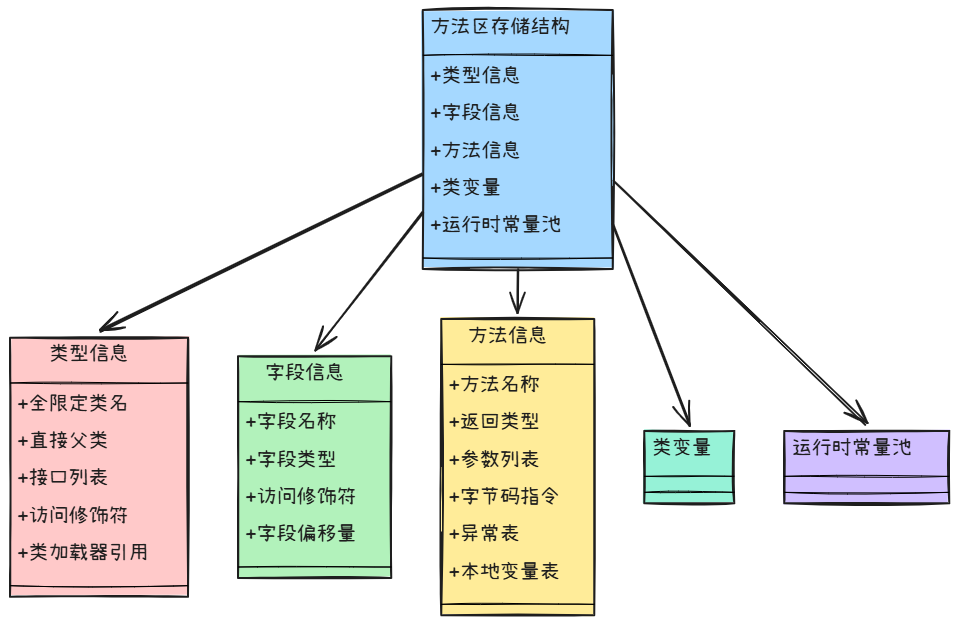 方法区存储结构
+类型信息
+字段信息
+方法信息
+类变量
+运行时常量池
类型信息
+全限定类名
+直接父类
+接口列表
+访问修饰符
+类加载器引用
字段信息
+字段名称
+字段类型
+访问修饰符
+字段偏移量
方法信息
+方法名称
+返回类型
+参数列表
+字节码指令
+异常表
+本地变量表
类变量
运行时常量池